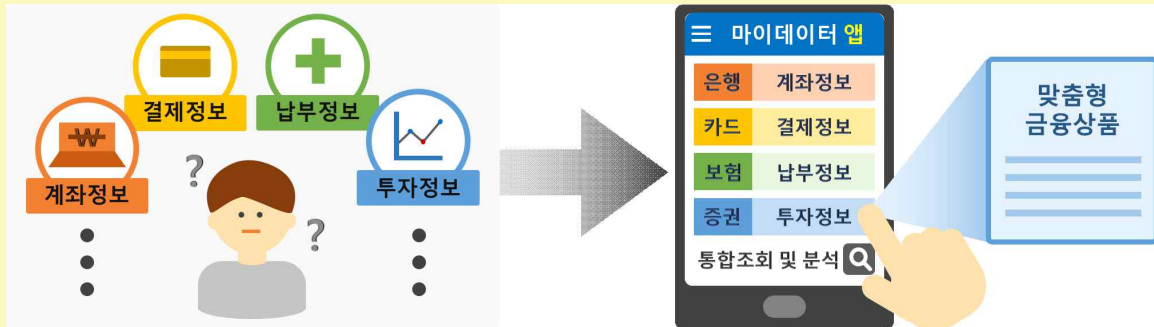 결제정보
납부정보
계좌정보
투자정보
?
?
마이데이터 앱
은행 계좌정보
카드 결제정보
보험 납부정보
증권 투자정보
통합조회 및 분석
맞춤형
금융상품